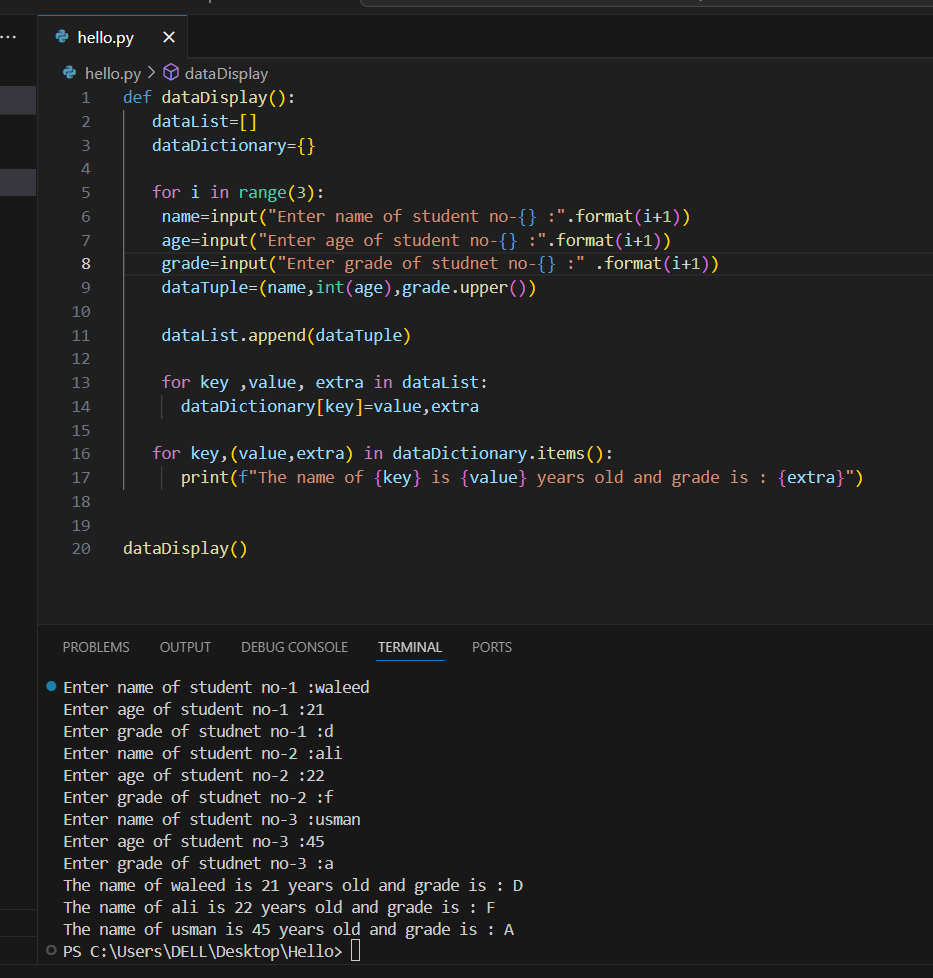 hello.py
hello.py > dataDisplay
1 def dataDisplay():
2 dataList=[]
3 dataDictionary={}
4
5 for i in range(3):
6 name=input("Enter name of student no-{} :".format(i+1))
7 age=input("Enter age of student no-{} :".format(i+1))
8 grade=input("Enter grade of studnet no-{} :" .format(i+1))
9 dataTuple=(name,int(age),grade.upper())
10
11 dataList.append(dataTuple)
12
13 for key ,value, extra in dataList:
14 dataDictionary[key]=value,extra
15
16 for key,(value,extra) in dataDictionary.items():
17 print(f"The name of {key} is {value} years old and grade is : {extra}")
18
19
20 dataDisplay()
PROBLEMS OUTPUT DEBUG CONSOLE TERMINAL PORTS
Enter name of student no-1 :waleed
Enter age of student no-1 :21
Enter grade of studnet no-1 :d
Enter name of student no-2 :ali
Enter age of student no-2 :22
Enter grade of studnet no-2 :f
Enter name of student no-3 :usman
Enter age of student no-3 :45
Enter grade of studnet no-3 :a
The name of waleed is 21 years old and grade is : D
The name of ali is 22 years old and grade is : F
The name of usman is 45 years old and grade is : A
PS C:\Users\DELL\Desktop\Hello>